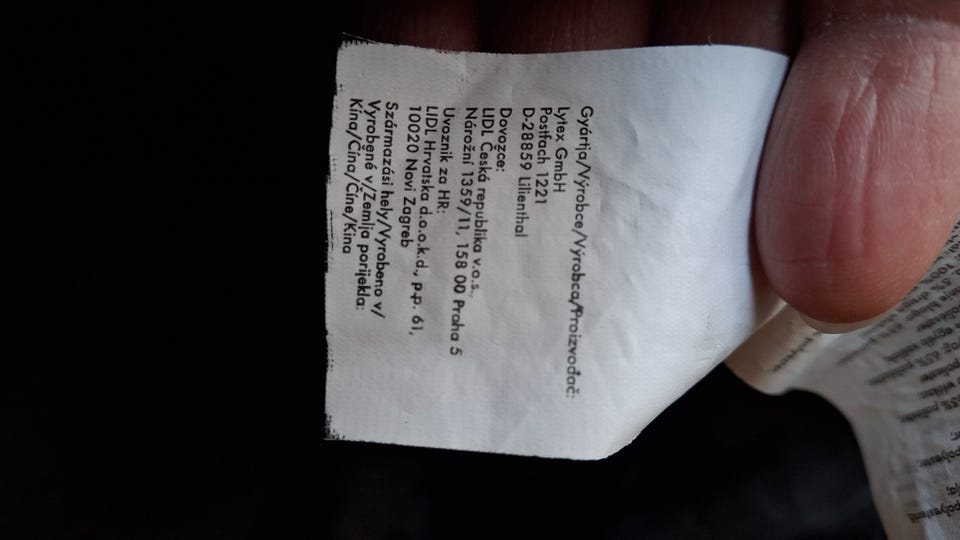 Gyártja/Výrobce/Výrobca/Proizvođač:
Lytex GmbH
Postfach 1221
D-28859 Lilienthal
Dovozce:
LIDL Česká republika v.o.s.,
Nárožní 1359/11, 158 00 Praha 5
Uvoznik za HR:
LIDL Hrvatska d.o.o.k.d., p.p. 61,
10020 Novi Zagreb
Származási hely/Vyrobeno v/
Vyrobené v/Zemlja porijekla:
Kína/Čína/Číne/Kina